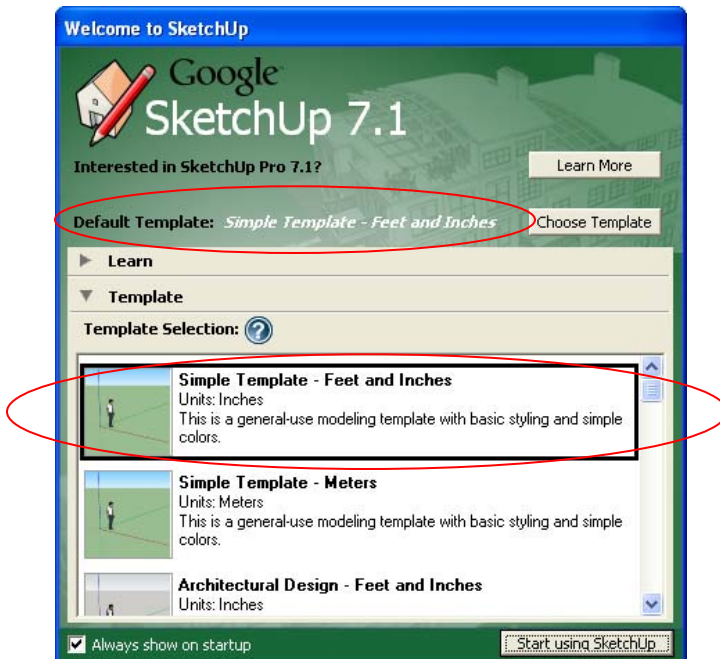 Welcome to SketchUp
Google
SketchUp 7.1
Interested in SketchUp Pro 7.1?
Learn More
Default Template: Simple Template - Feet and Inches
Choose Template
Learn
Template
Template Selection: ?
Simple Template - Feet and Inches
Units: Inches
This is a general-use modeling template with basic styling and simple
colors.
Simple Template - Meters
Units: Meters
This is a general-use modeling template with basic styling and simple
colors.
Architectural Design - Feet and Inches
Units: Inches
Always show on startup
Start using SketchUp